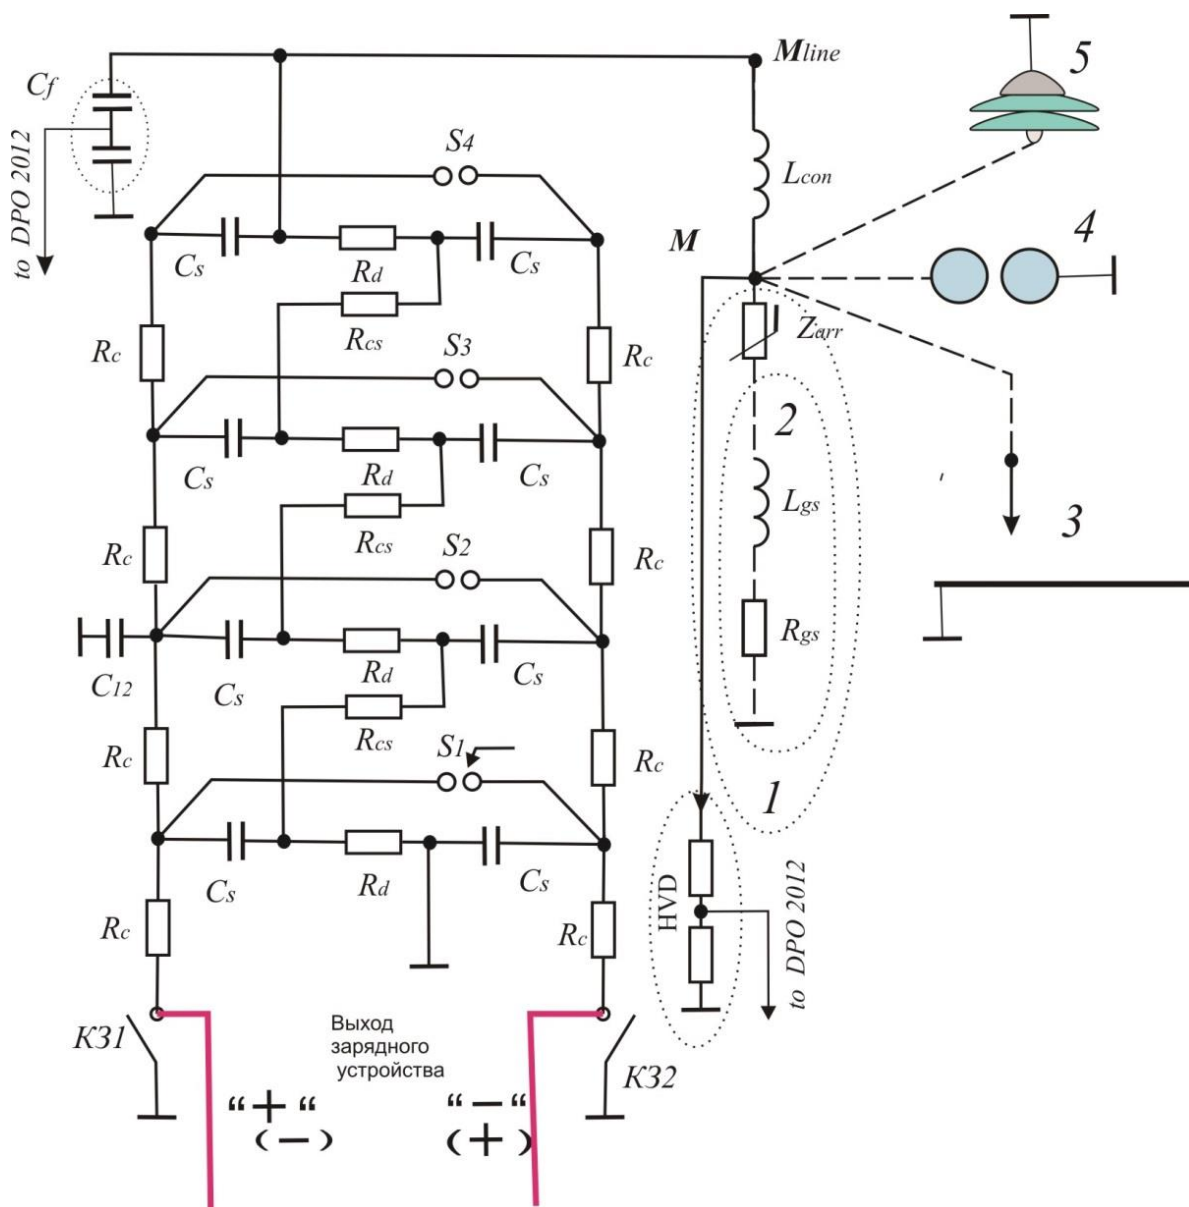 Mline
5
Cf
to DPO 2012
S4
Lcon
4
M
Cs
Rd
Cs
Rcs
Zarr
Rc
S3
Rc
2
Cs
Rd
Cs
Lgs
3
Rcs
Rc
S2
Rc
Rgs
C12
Cs
Rd
Cs
Rcs
Rc
S1
Rc
1
Cs
Rd
Cs
HVD
to DPO 2012
Rc
Rc
Выход
зарядного
устройства
КЗ1
КЗ2
“+“
“–“
(–)
(+)